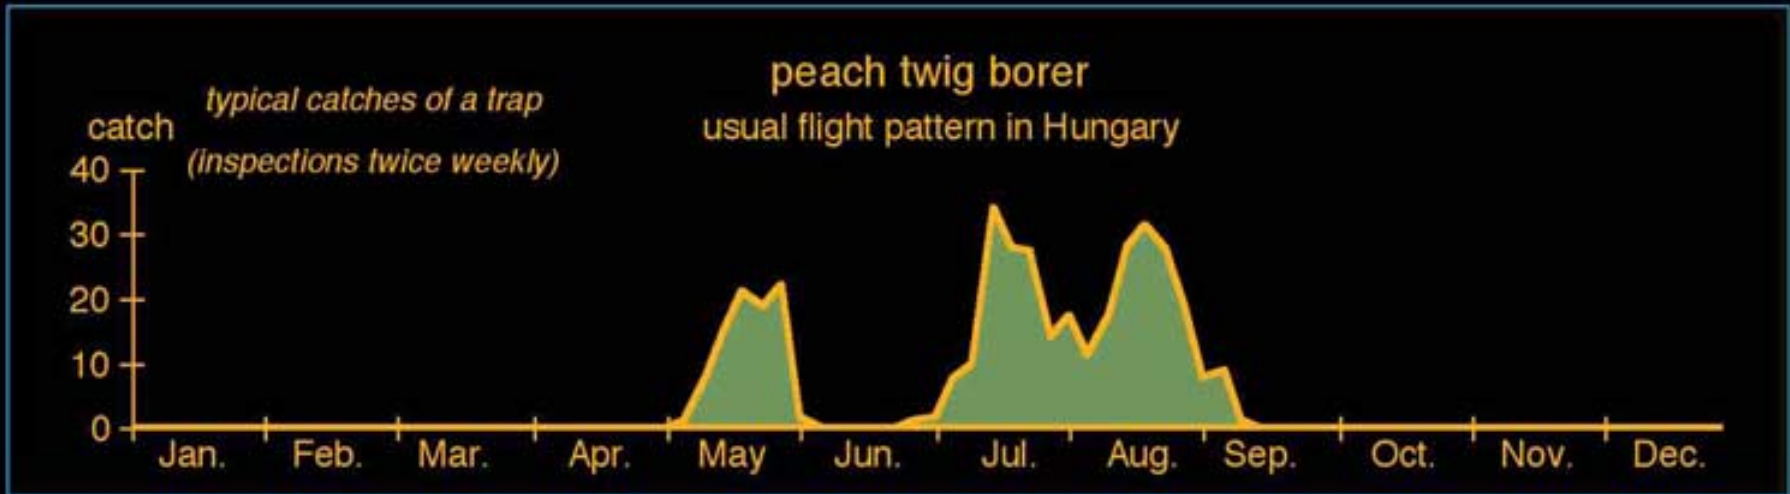 peach twig borer
usual flight pattern in Hungary
typical catches of a trap
(inspections twice weekly)
catch
40
30
20
10
0
Jan. Feb. Mar. Apr. May Jun. Jul. Aug. Sep. Oct. Nov. Dec.